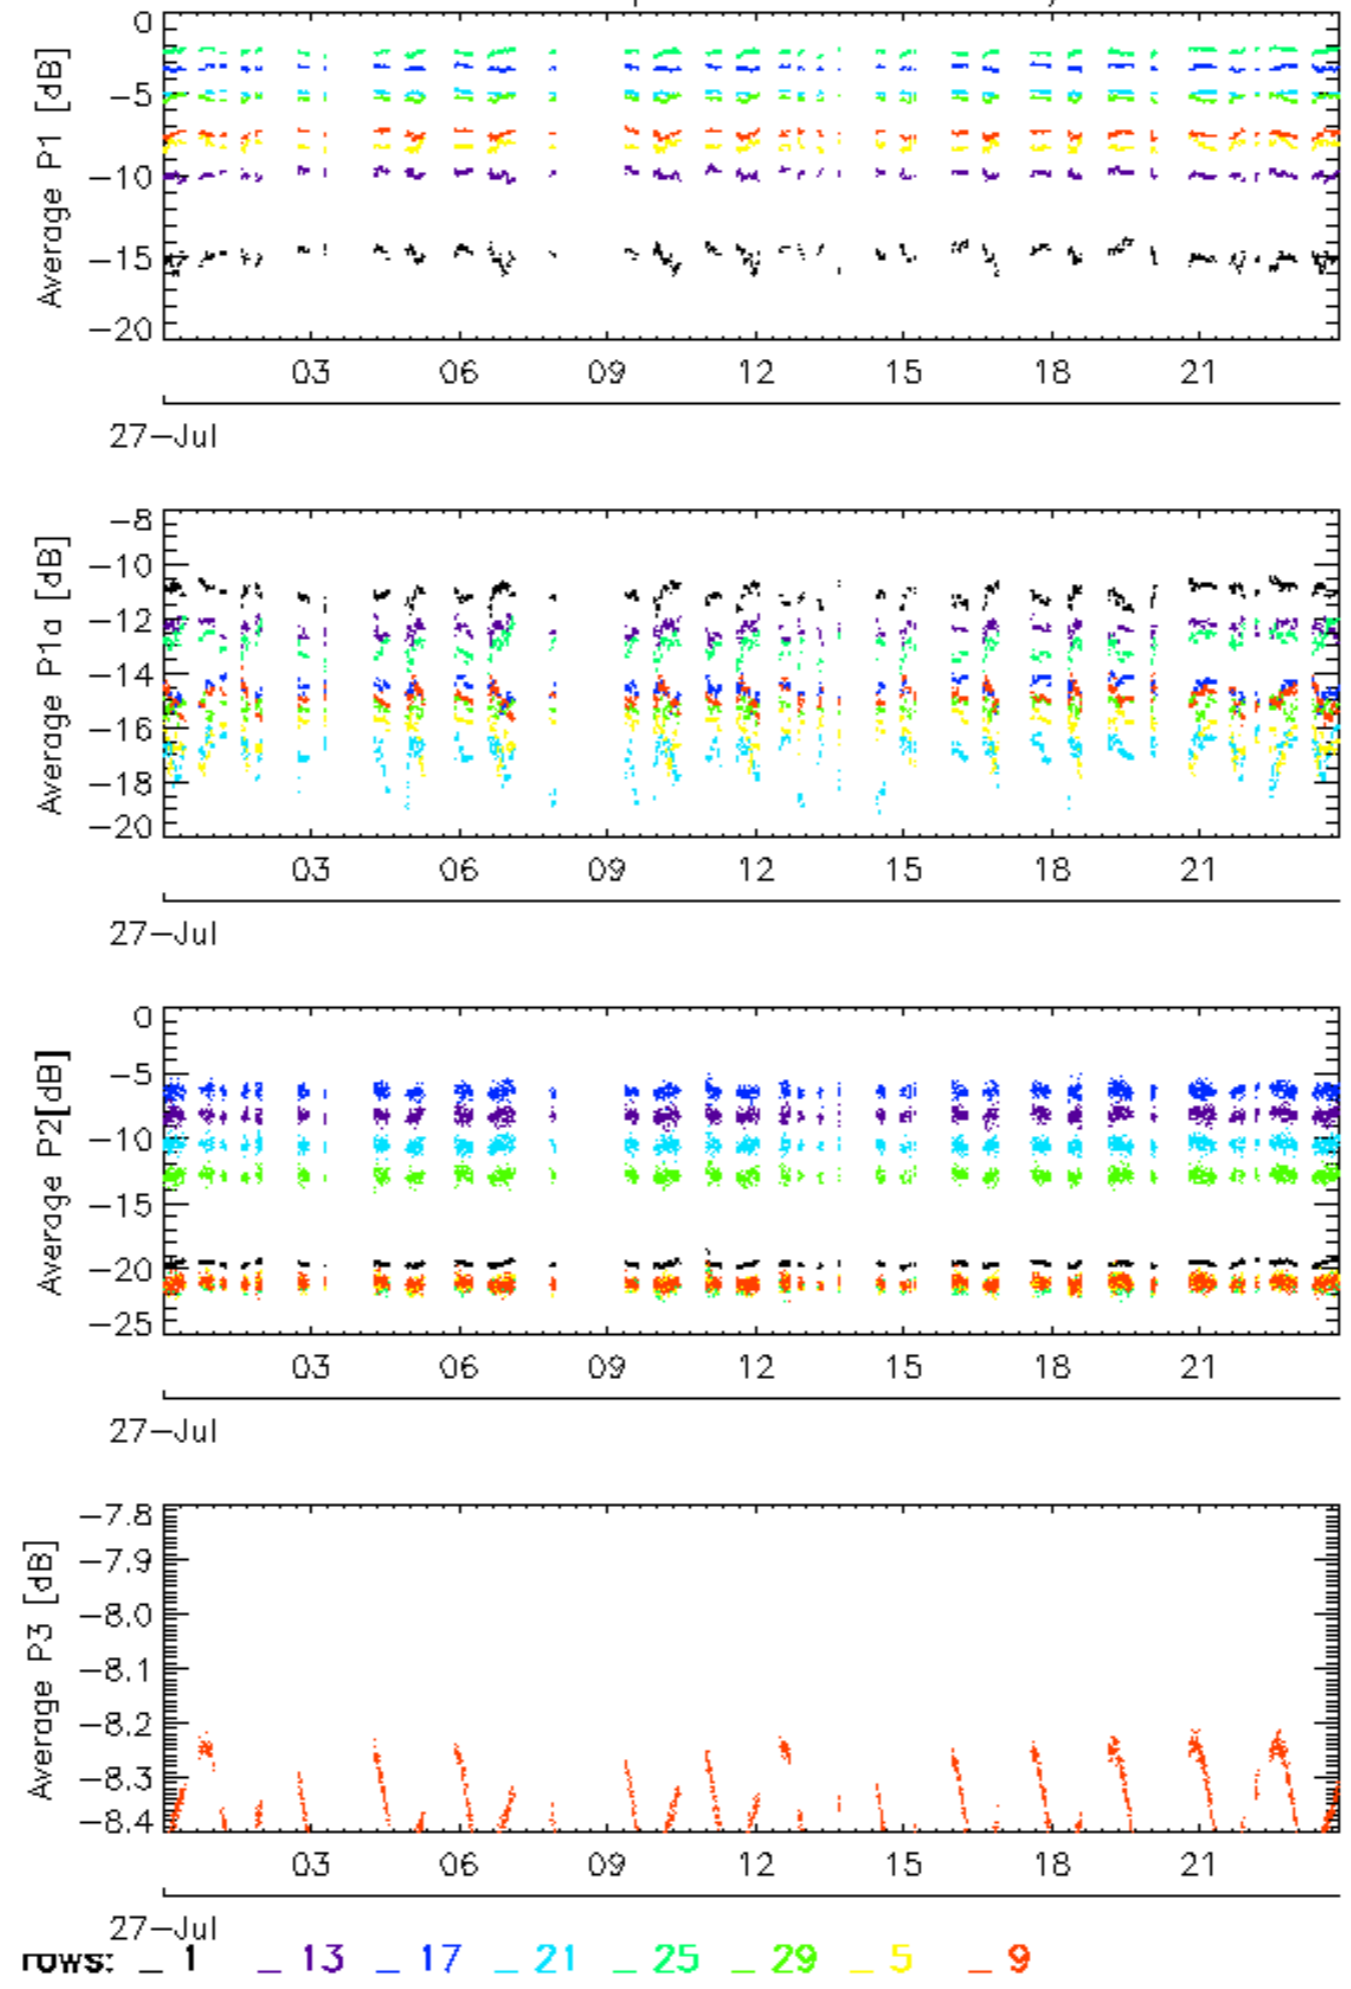 0
−5
−10
−15
−20
Average P1 [dB]
03 06 09 12 15 18 21
27−Jul
−8
−10
−12
−14
−16
−18
−20
Average P1a [dB]
03 06 09 12 15 18 21
27−Jul
0
−5
−10
−15
−20
−25
Average P2[dB]
03 06 09 12 15 18 21
27−Jul
−7.8
−7.9
−8.0
−8.1
−8.2
−8.3
−8.4
Average P3 [dB]
03 06 09 12 15 18 21
27−Jul
rows: _ 1 _ 13 _ 17 _ 21 _ 25 _ 29 _ 5 _ 9